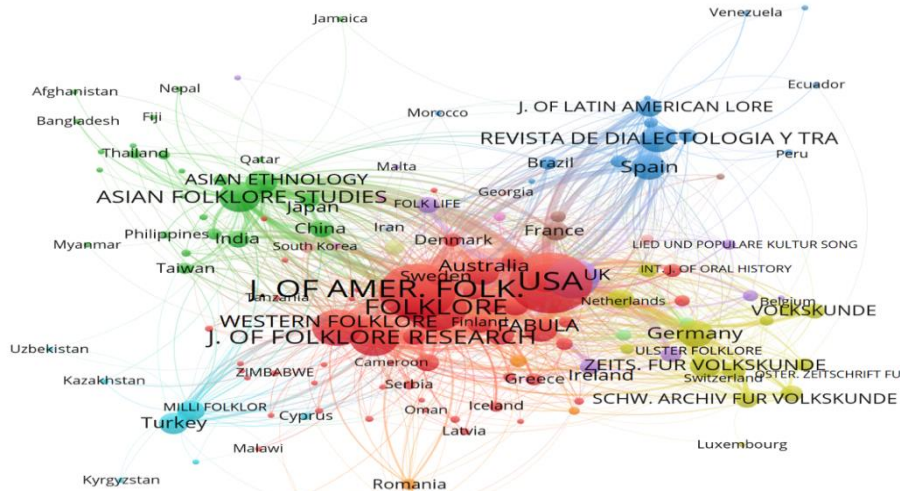 Jamaica
Venezuela
Afghanistan
Nepal
Ecuador
J. OF LATIN AMERICAN LORE
Morocco
Bangladesh
Fiji
REVISTA DE DIALECTOLOGIA Y TRA
Thailand
Qatar
Malta
Brazil
Spain
Peru
ASIAN ETHNOLOGY
Georgia
ASIAN FOLKLORE STUDIES
Japan
FOLK LIFE
China
Iran
France
Philippines
India
Denmark
Myanmar
South Korea
LIED UND POPULARE KULTUR SONG
Taiwan
Australia
INT. J. OF ORAL HISTORY
Sweden
USA
UK
J. OF AMER. FOLK.
Tanzania
Netherlands
Belgium
FOLKLORE
VOLKSKUNDE
WESTERN FOLKLORE
Finland
FABULA
J. OF FOLKLORE RESEARCH
Germany
Uzbekistan
ULSTER FOLKLORE
Cameroon
ZEITS. FUR VOLKSKUNDE
ZIMBABWE
Ireland
Kazakhstan
Serbia
Greece
Switzerland
OSTER. ZEITSCHRIFT FU
SCHW. ARCHIV FUR VOLKSKUNDE
MILLI FOLKLOR
Oman
Iceland
Cyprus
Turkey
Latvia
Malawi
Luxembourg
Kyrgyzstan
Romania